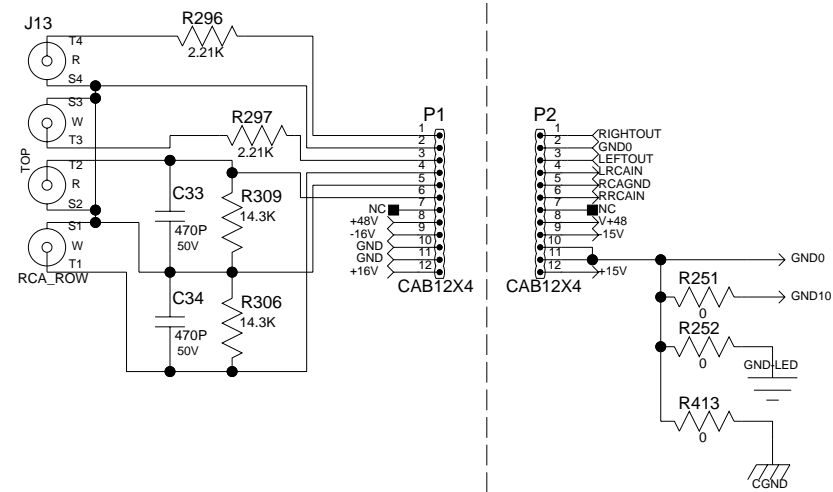 J13
T4
R
S4
S3
W
T3
TOP
T2
R
S2
S1
W
T1
RCA_ROW
R296
2.21K
R297
2.21K
C33
470P
50V
R309
14.3K
C34
470P
50V
R306
14.3K
P1
1
2
3
4
5
6
7
8
9
10
11
12
NC
+48V
-16V
GND
GND
+16V
CAB12X4
P2
1
2
3
4
5
6
7
8
9
10
11
12
RIGHTOUT
GND0
LEFTOUT
LRCAIN
RCAGND
RRCAIN
NC
V+48
-15V
+15V
CAB12X4
GND0
R251
0
GND10
R252
0
GND-LED
R413
0
CGND